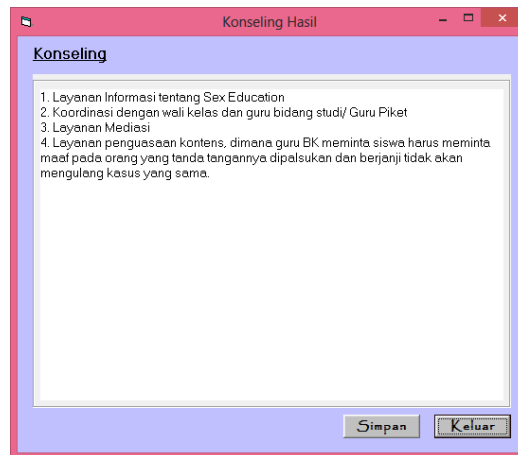 Konseling Hasil
Konseling
1. Layanan Informasi tentang Sex Education
2. Koordinasi dengan wali kelas dan guru bidang studi/ Guru Piket
3. Layanan Mediasi
4. Layanan penguasaan kontens, dimana guru BK meminta siswa harus meminta
maaf pada orang yang tanda tangannya dipalsukan dan berjanji tidak akan
mengulang kasus yang sama.
Simpan Keluar